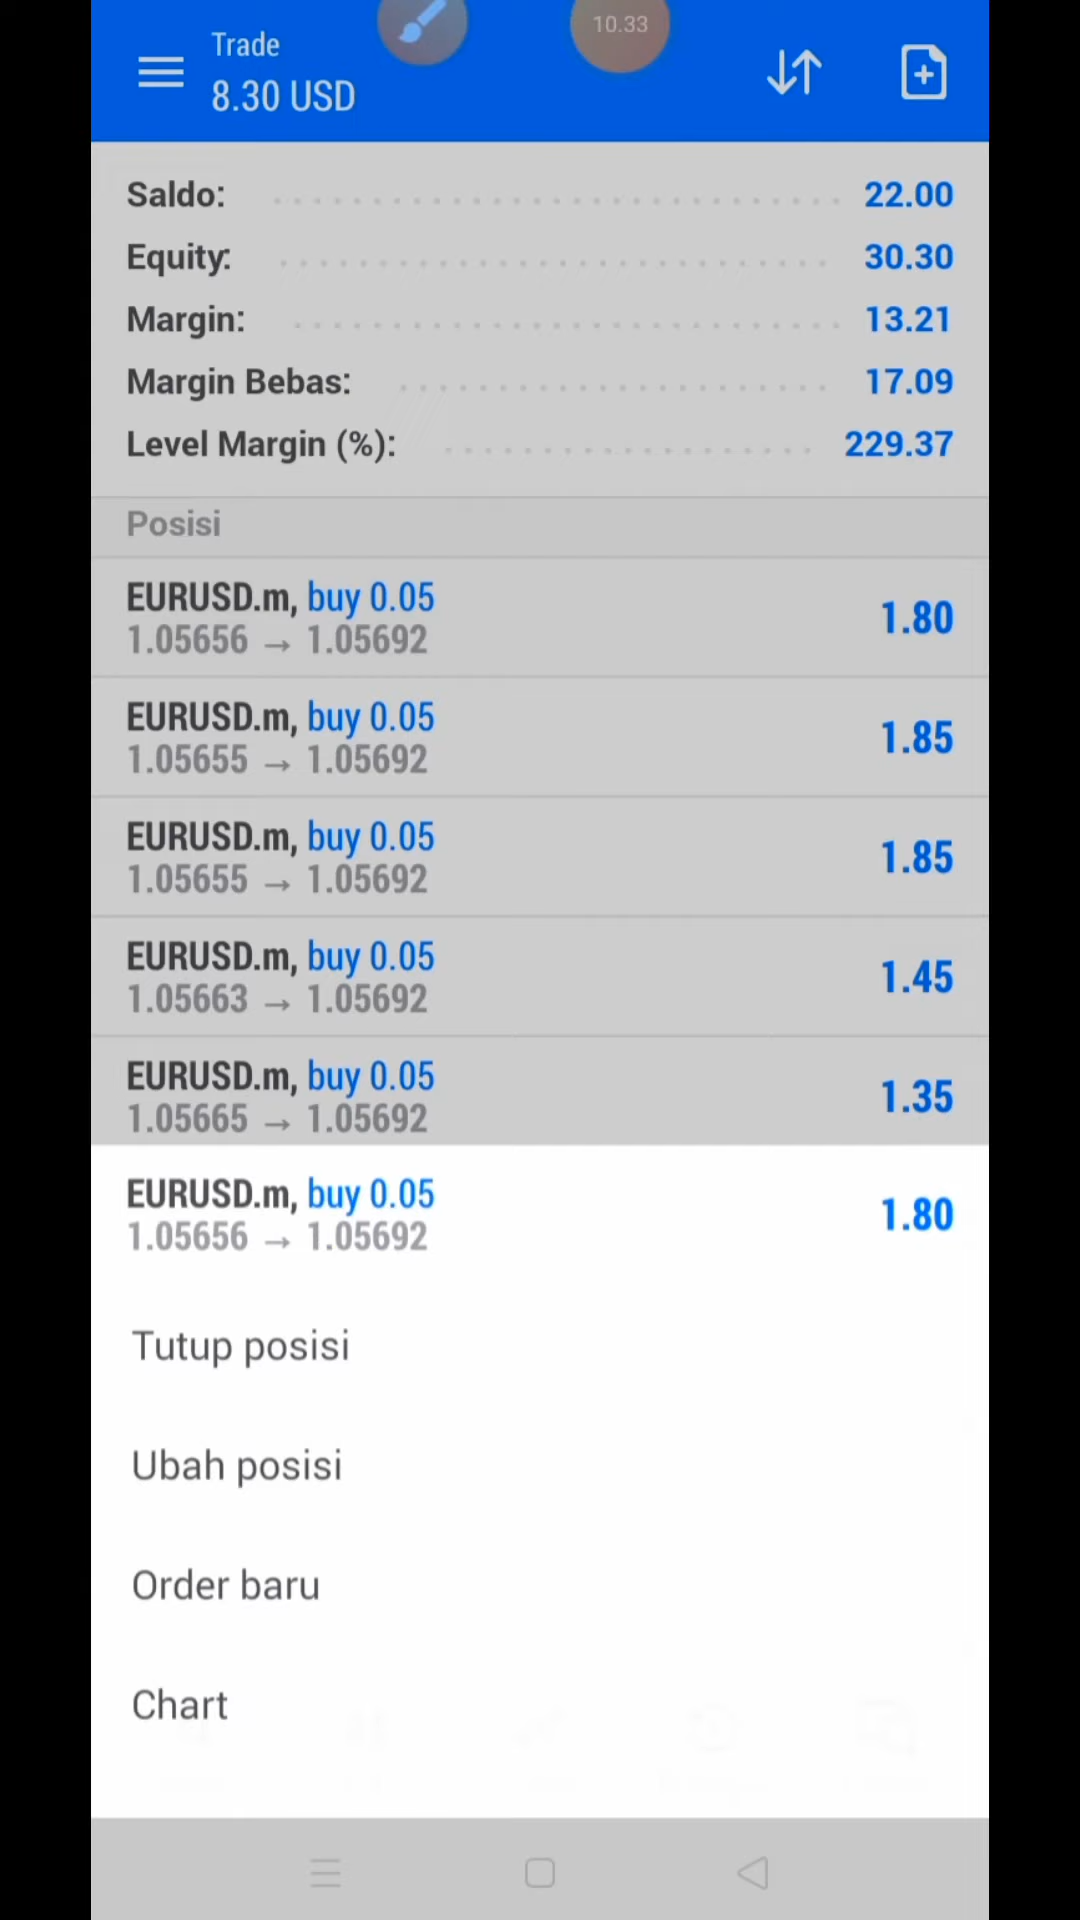 Trade
8.30 USD
10.33
Saldo: 22.00
Equity: 30.30
Margin: 13.21
Margin Bebas: 17.09
Level Margin (%): 229.37
Posisi
EURUSD.m, buy 0.05
1.05656 → 1.05692
1.80
EURUSD.m, buy 0.05
1.05655 → 1.05692
1.85
EURUSD.m, buy 0.05
1.05655 → 1.05692
1.85
EURUSD.m, buy 0.05
1.05663 → 1.05692
1.45
EURUSD.m, buy 0.05
1.05665 → 1.05692
1.35
EURUSD.m, buy 0.05
1.05656 → 1.05692
1.80
Tutup posisi
Ubah posisi
Order baru
Chart